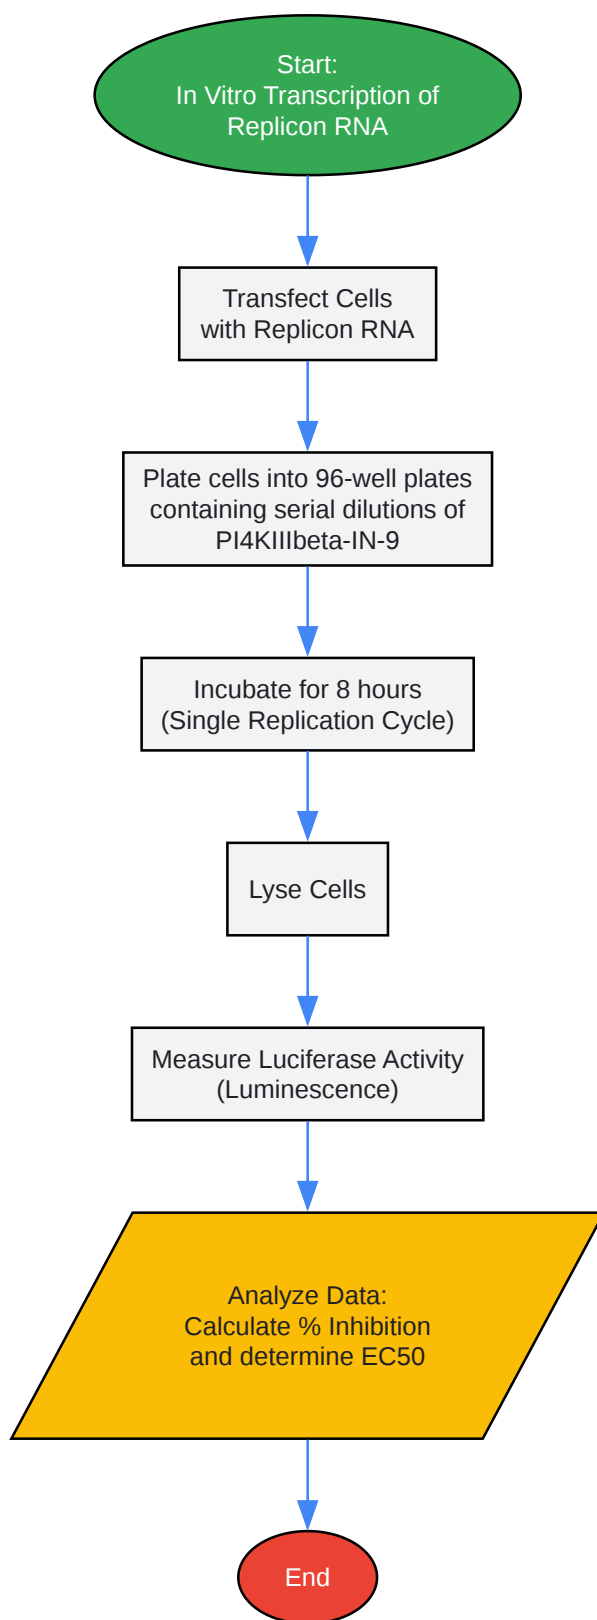 Start:
In Vitro Transcription of
Replicon RNA
Transfect Cells
with Replicon RNA
Plate cells into 96-well plates
containing serial dilutions of
PI4KIIIbeta-IN-9
Incubate for 8 hours
(Single Replication Cycle)
Lyse Cells
Measure Luciferase Activity
(Luminescence)
Analyze Data:
Calculate % Inhibition
and determine EC50
End